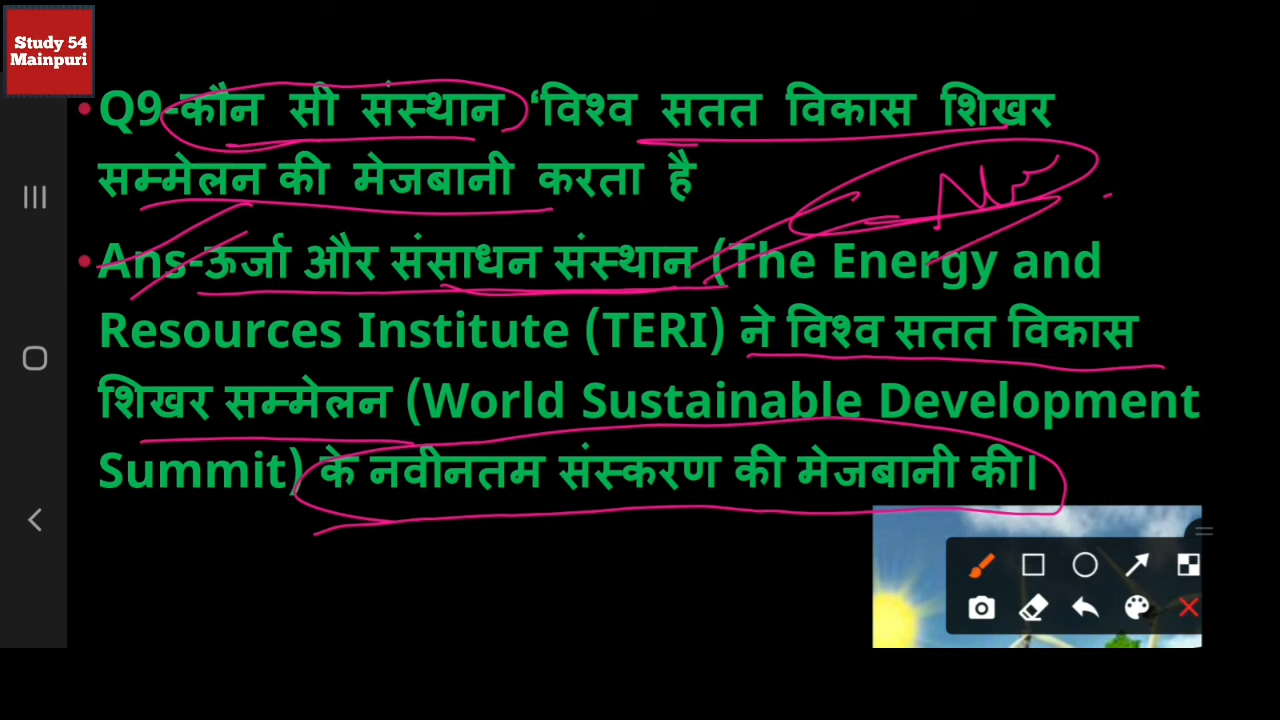 Study 54
Mainpuri
•Q9-कौन सी संस्थान ‘विश्व सतत विकास शिखर
सम्मेलन की मेजबानी करता है
•Ans-ऊर्जा और संसाधन संस्थान (The Energy and
Resources Institute (TERI) ने विश्व सतत विकास
शिखर सम्मेलन (World Sustainable Development
Summit) के नवीनतम संस्करण की मेजबानी की।